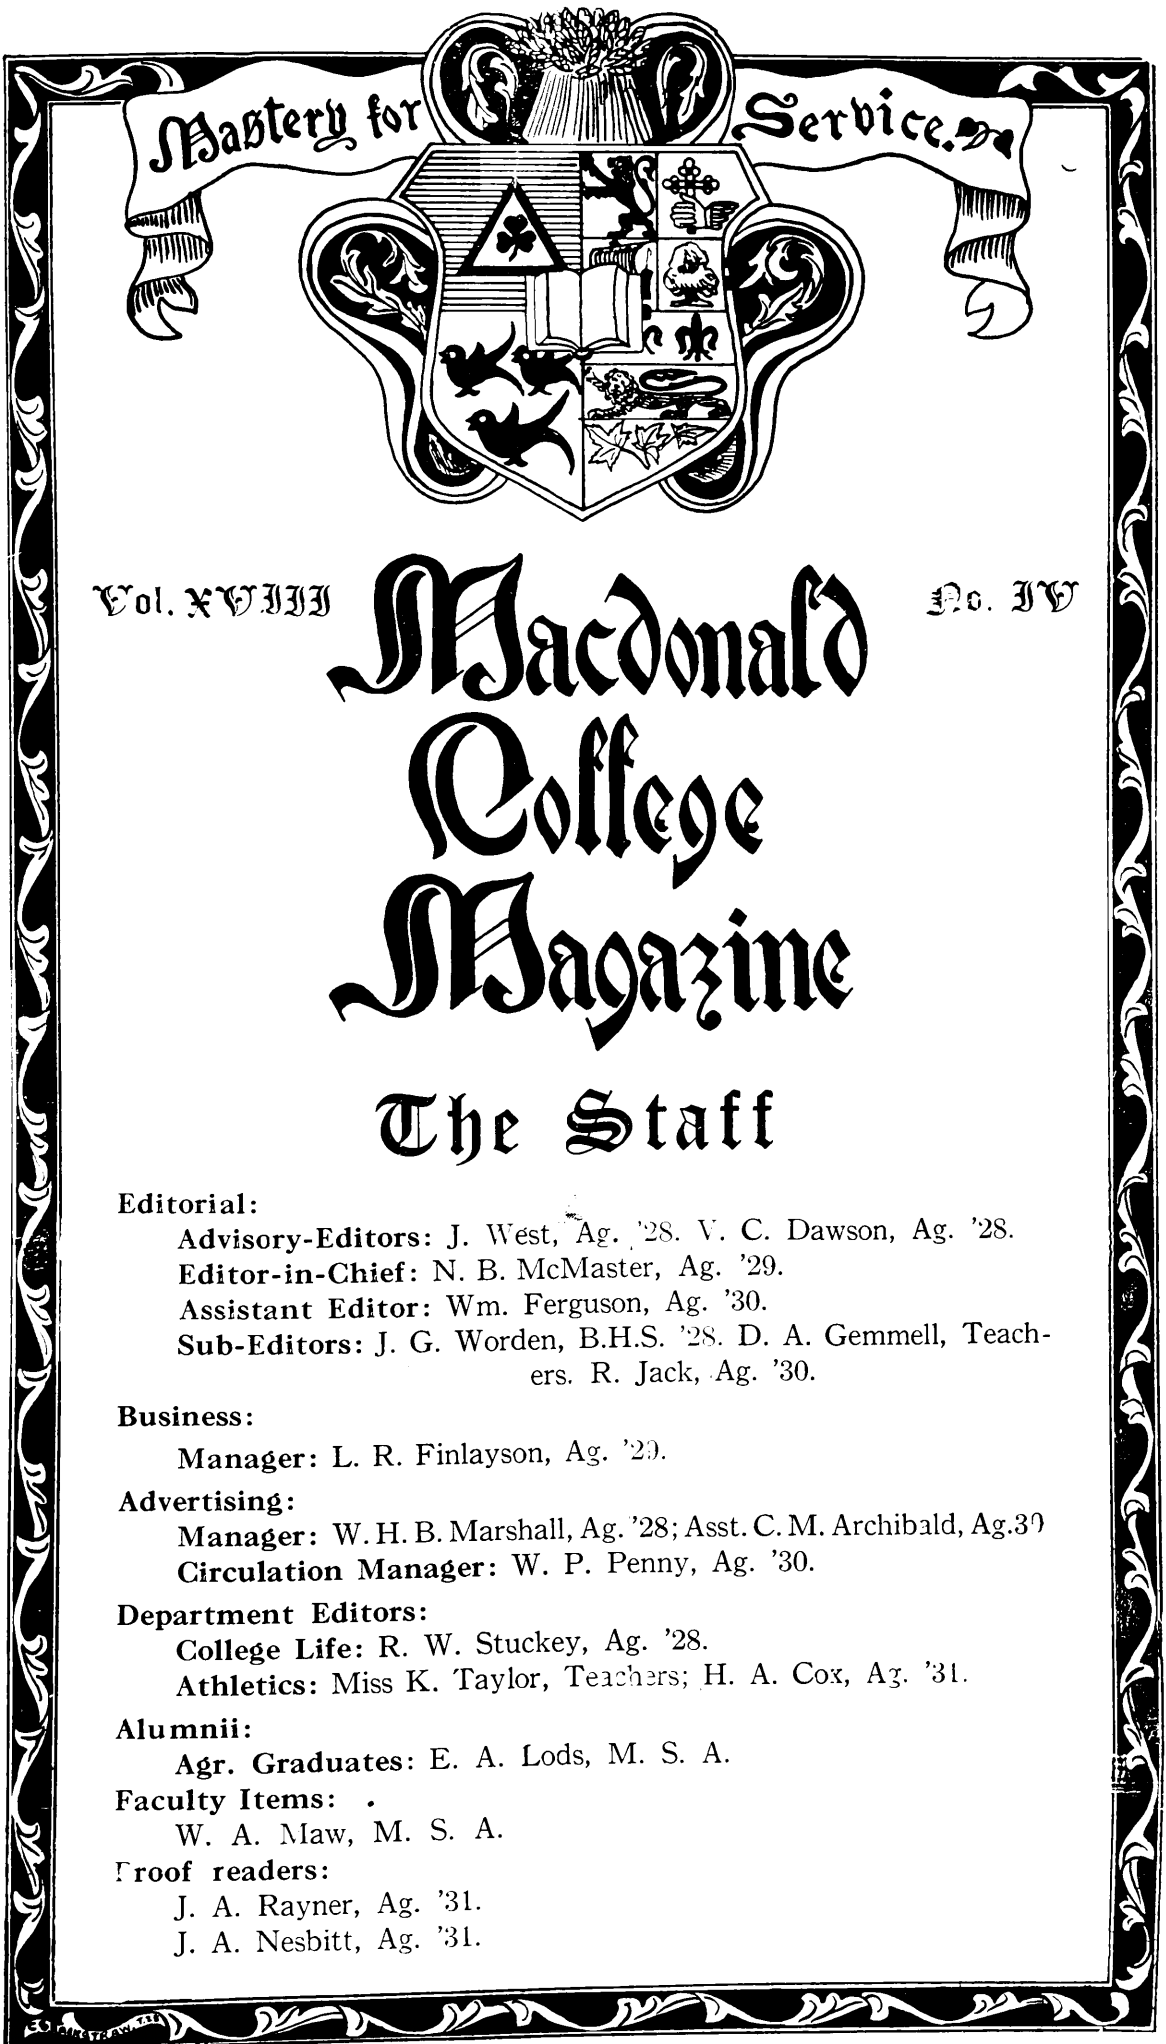 Mastery for Service.
Vol. XVIII
No. IV
Macdonald
College
Magazine
The Staff
Editorial:
Advisory-Editors: J. West, Ag. '28. V. C. Dawson, Ag. '28.
Editor-in-Chief: N. B. McMaster, Ag. '29.
Assistant Editor: Wm. Ferguson, Ag. '30.
Sub-Editors: J. G. Worden, B.H.S. '28. D. A. Gemmell, Teach-
ers. R. Jack, Ag. '30.
Business:
Manager: L. R. Finlayson, Ag. '29.
Advertising:
Manager: W. H. B. Marshall, Ag. '28; Asst. C. M. Archibald, Ag.30
Circulation Manager: W. P. Penny, Ag. '30.
Department Editors:
College Life: R. W. Stuckey, Ag. '28.
Athletics: Miss K. Taylor, Teachers; H. A. Cox, Ag. '31.
Alumnii:
Agr. Graduates: E. A. Lods, M. S. A.
Faculty Items:
W. A. Maw, M. S. A.
Proof readers:
J. A. Rayner, Ag. '31.
J. A. Nesbitt, Ag. '31.